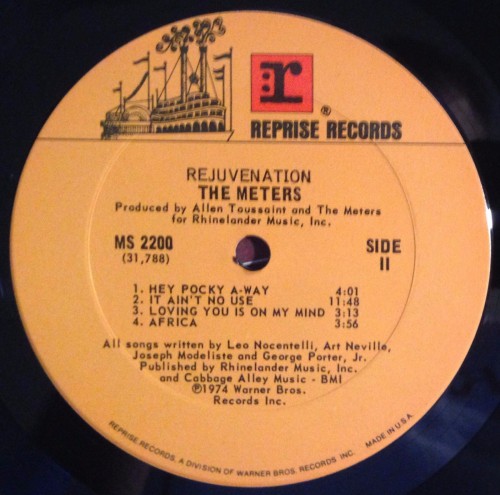 r
®
REPRISE RECORDS
REJUVENATION
THE METERS
Produced by Allen Toussaint and The Meters
for Rhinelander Music, Inc.
MS 2200
(31,788)
SIDE
II
1. HEY POCKY A-WAY 4:01
2. IT AIN'T NO USE 11:48
3. LOVING YOU IS ON MY MIND 3:13
4. AFRICA 3:56
All songs written by Leo Nocentelli, Art Neville,
Joseph Modeliste and George Porter, Jr.
Published by Rhinelander Music, Inc.
and Cabbage Alley Music - BMI
℗1974 Warner Bros.
Records Inc.
REPRISE RECORDS, A DIVISION OF WARNER BROS. RECORDS INC. MADE IN U.S.A.